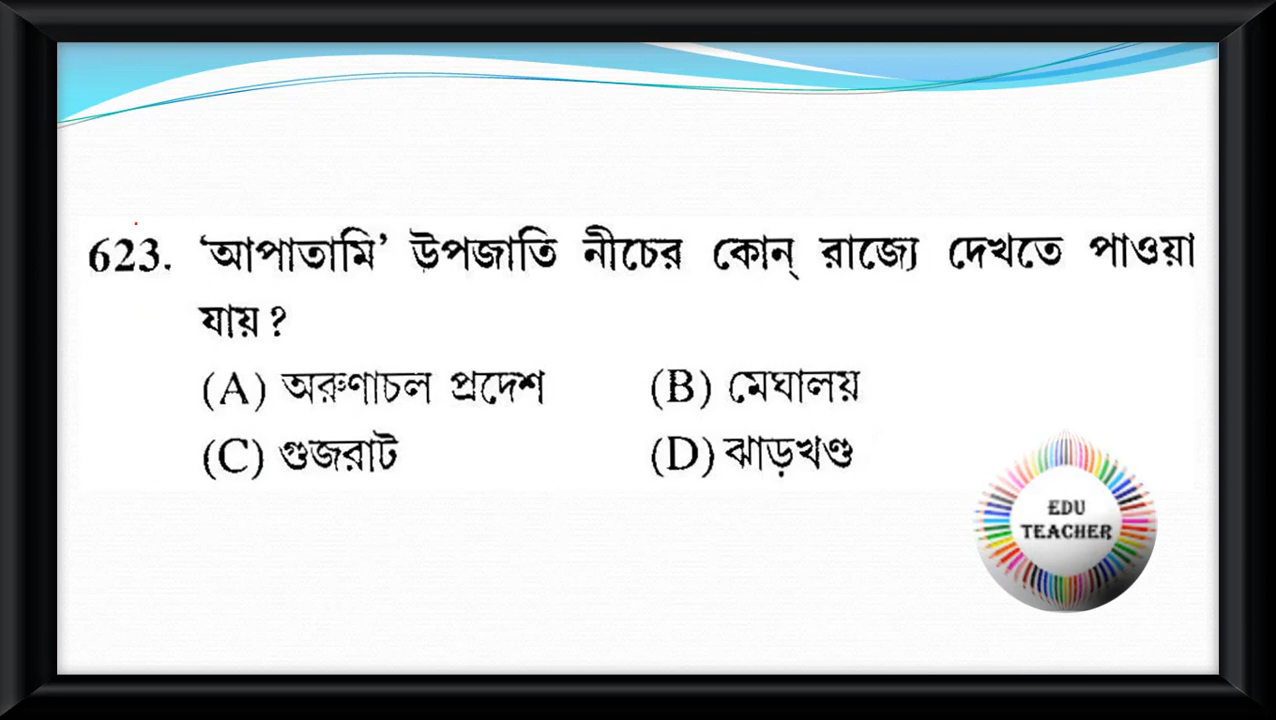 623. ‘আপাতামি’ উপজাতি নীচের কোন্ রাজ্যে দেখতে পাওয়া
যায়?
(A) অরুণাচল প্রদেশ (B) মেঘালয়
(C) গুজরাট (D) ঝাড়খণ্ড
EDU
TEACHER